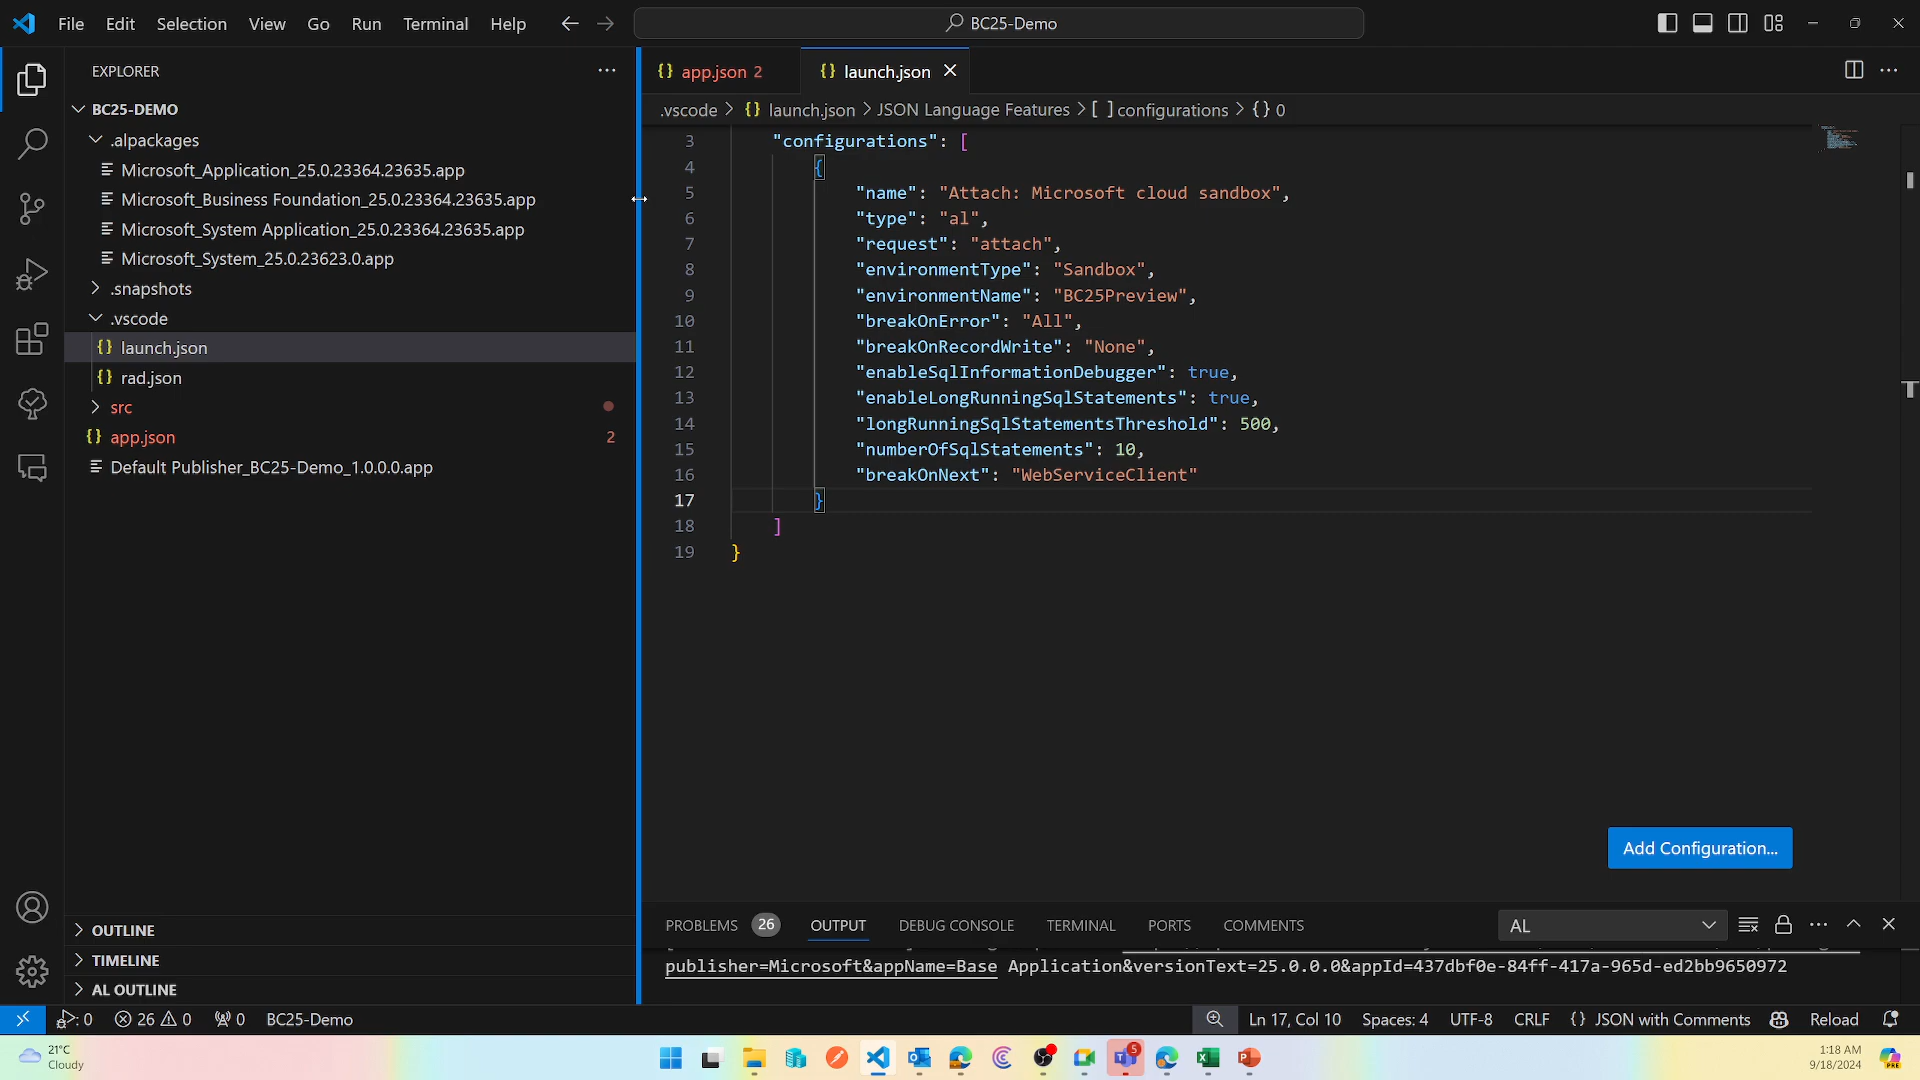 File Edit Selection View Go Run Terminal Help BC25-Demo
EXPLORER
BC25-DEMO
.alpackages
Microsoft_Application_25.0.23364.23635.app
Microsoft_Business Foundation_25.0.23364.23635.app
Microsoft_System Application_25.0.23364.23635.app
Microsoft_System_25.0.23623.0.app
.snapshots
.vscode
{} launch.json
{} rad.json
src
{} app.json 2
Default Publisher_BC25-Demo_1.0.0.0.app
OUTLINE
TIMELINE
AL OUTLINE
{} app.json 2 {} launch.json
.vscode > {} launch.json > JSON Language Features > [ ] configurations > {} 0
3 "configurations": [
4 {
5 "name": "Attach: Microsoft cloud sandbox",
6 "type": "al",
7 "request": "attach",
8 "environmentType": "Sandbox",
9 "environmentName": "BC25Preview",
10 "breakOnError": "All",
11 "breakOnRecordWrite": "None",
12 "enableSqlInformationDebugger": true,
13 "enableLongRunningSqlStatements": true,
14 "longRunningSqlStatementsThreshold": 500,
15 "numberOfSqlStatements": 10,
16 "breakOnNext": "WebServiceClient"
17 }
18 ]
19 }
Add Configuration...
PROBLEMS 26 OUTPUT DEBUG CONSOLE TERMINAL PORTS COMMENTS AL
publisher=Microsoft&appName=Base Application&versionText=25.0.0.0&appId=437dbf0e-84ff-417a-965d-ed2bb9650972
: 0 26 0 0 BC25-Demo Ln 17, Col 10 Spaces: 4 UTF-8 CRLF {} JSON with Comments Reload
21°C
Cloudy
5
1:18 AM
9/18/2024
PRE